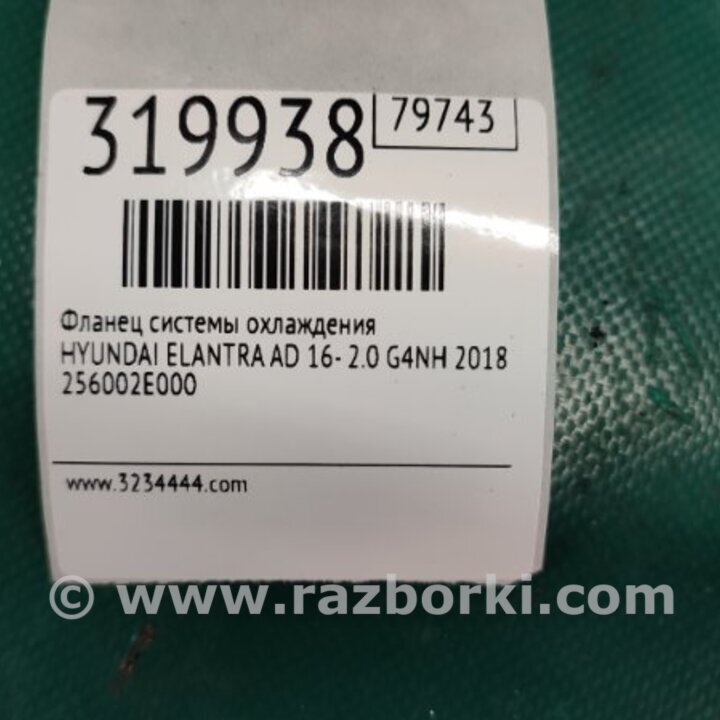 319938
79743
Фланец системы охлаждения
HYUNDAI ELANTRA AD 16- 2.0 G4NH 2018
256002E000
www.3234444.com
© www.razborki.com